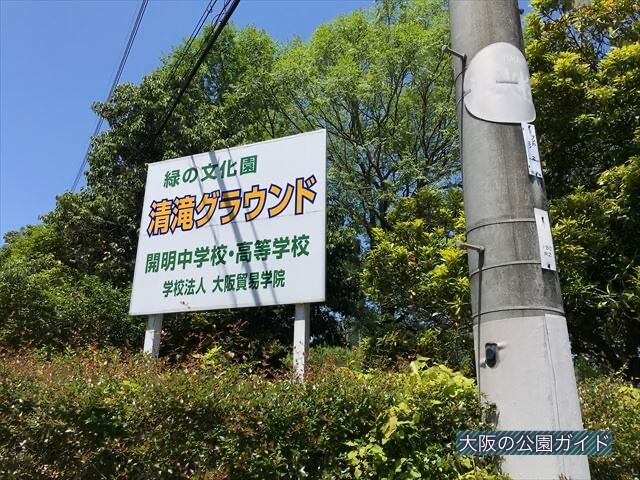 緑の文化園
清滝グラウンド
開明中学校・高等学校
学校法人 大阪貿易学院
大阪の公園ガイド